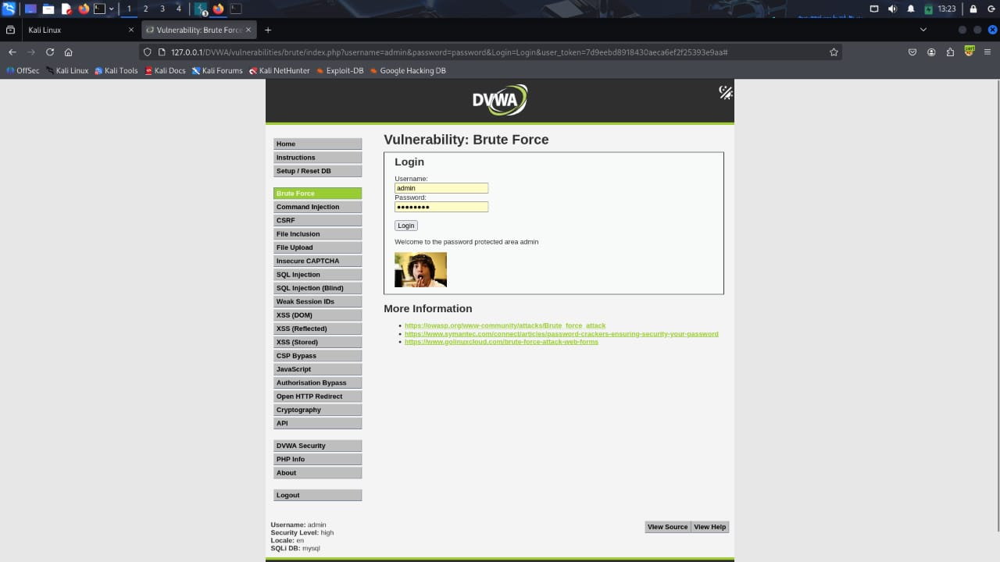 1 2 3 4
13:23
Kali Linux
Vulnerability: Brute Force
127.0.0.1/DVWA/vulnerabilities/brute/index.php?username=admin&password=password&Login=Login&user_token=7d9eebd8918430aeca6ef2f25393e9aa#
OffSec Kali Linux Kali Tools Kali Docs Kali Forums Kali NetHunter Exploit-DB Google Hacking DB
DVWA
Home
Instructions
Setup / Reset DB
Brute Force
Command Injection
CSRF
File Inclusion
File Upload
Insecure CAPTCHA
SQL Injection
SQL Injection (Blind)
Weak Session IDs
XSS (DOM)
XSS (Reflected)
XSS (Stored)
CSP Bypass
JavaScript
Authorisation Bypass
Open HTTP Redirect
Cryptography
API
DVWA Security
PHP Info
About
Logout
Vulnerability: Brute Force
Login
Username:
admin
Password:
●●●●●●●●
Login
Welcome to the password protected area admin
More Information
https://owasp.org/www-community/attacks/Brute_force_attack
https://www.symantec.com/connect/articles/password-crackers-ensuring-security-your-password
https://www.golinuxcloud.com/brute-force-attack-web-forms
Username: admin
Security Level: high
Locale: en
SQLi DB: mysql
View Source View Help